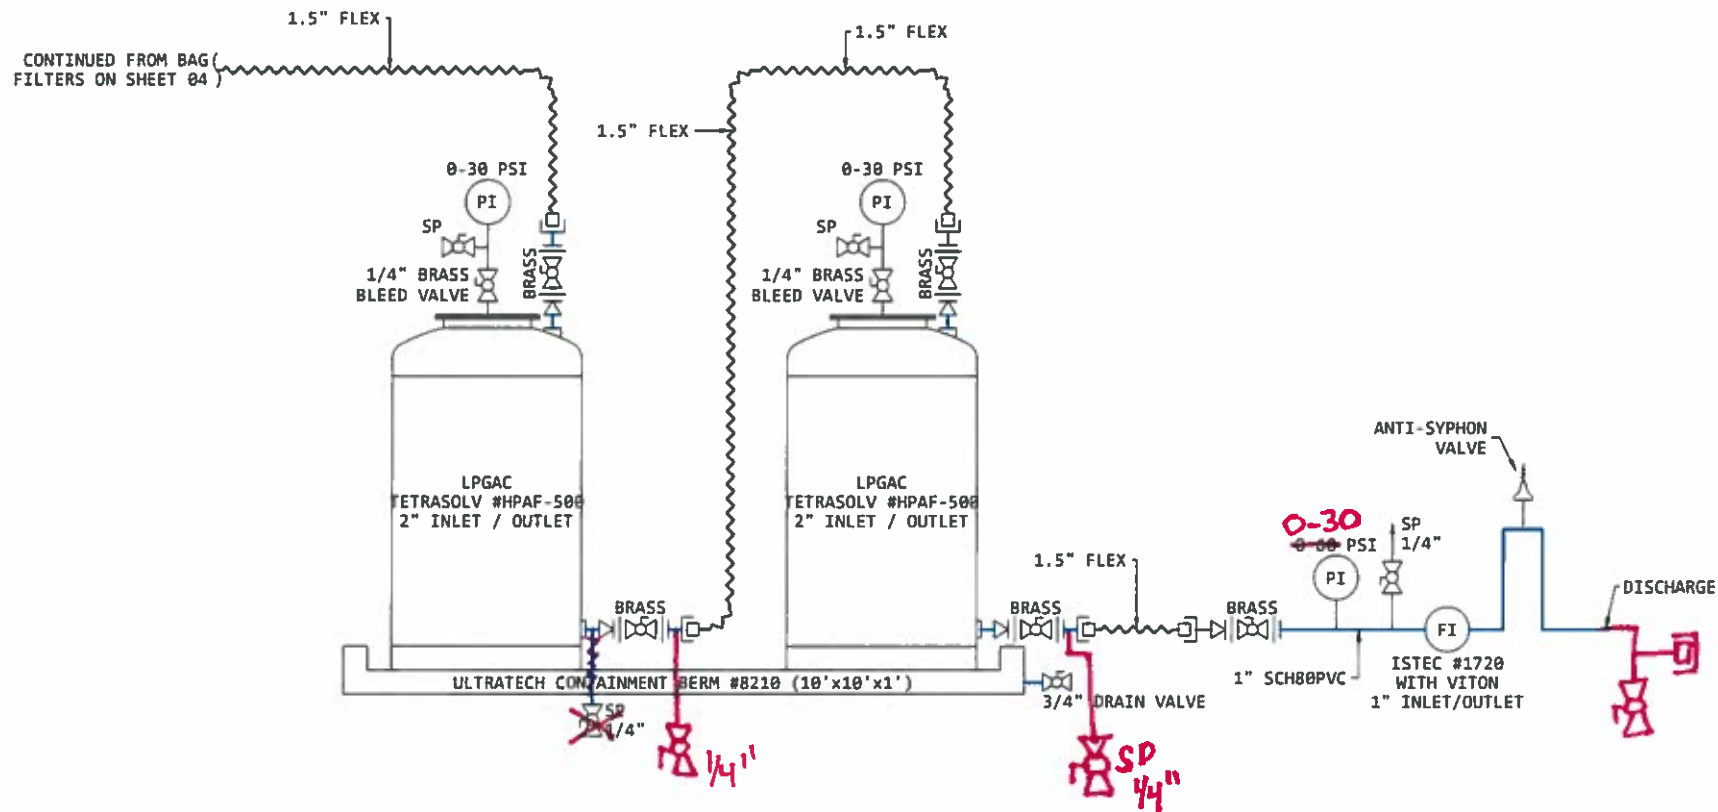 1.5" FLEX
CONTINUED FROM BAG
FILTERS ON SHEET 04
1.5" FLEX
1.5" FLEX
0-30 PSI
PI
SP
1/4" BRASS
BLEED VALVE
BRASS
0-30 PSI
PI
SP
1/4" BRASS
BLEED VALVE
BRASS
LPGAC
TETRASOLV #HPAF-500
2" INLET / OUTLET
LPGAC
TETRASOLV #HPAF-500
2" INLET / OUTLET
ANTI-SYPHON
VALVE
0-30
0-60 PSI
PI
SP
1/4"
1.5" FLEX
DISCHARGE
BRASS
BRASS
BRASS
FI
ISTEC #1720
WITH VITON
1" INLET/OUTLET
1" SCH80PVC
ULTRATECH CONTAINMENT BERM #8210 (10'x10'x1')
3/4" DRAIN VALVE
SP
1/4"
1/4"
SP
1/4"